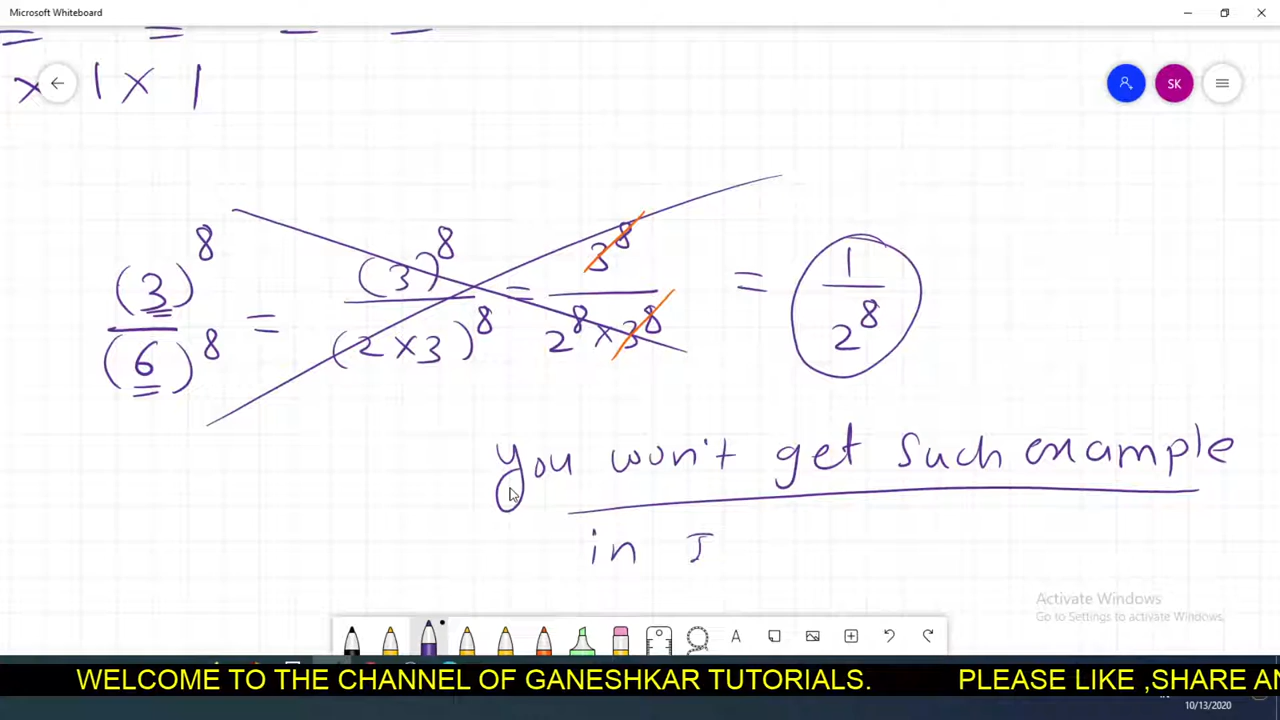 Microsoft Whiteboard
× 1 × 1
SK
(3)^8 / (6)^8 = (3)^8 / (2×3)^8 = 3^8 / 2^8×3^8 = 1 / 2^8
you won't get such example
in I
Activate Windows
Go to Settings to activate Windows.
A
WELCOME TO THE CHANNEL OF GANESHKAR TUTORIALS. PLEASE LIKE ,SHARE AN
10/13/2020